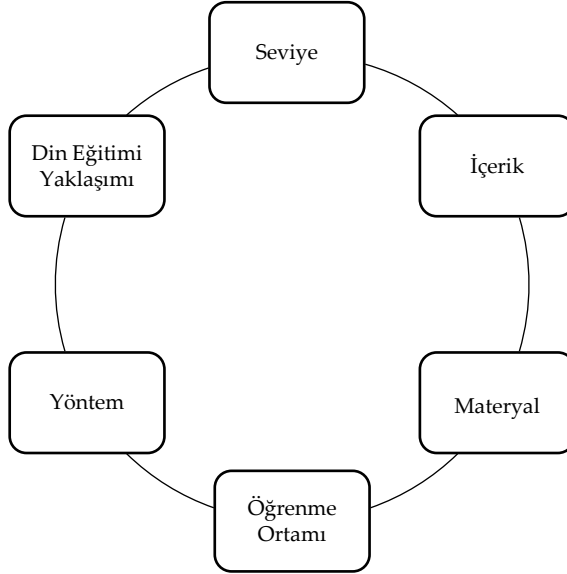 Seviye
İçerik
Materyal
Öğrenme
Ortamı
Yöntem
Din Eğitimi
Yaklaşımı